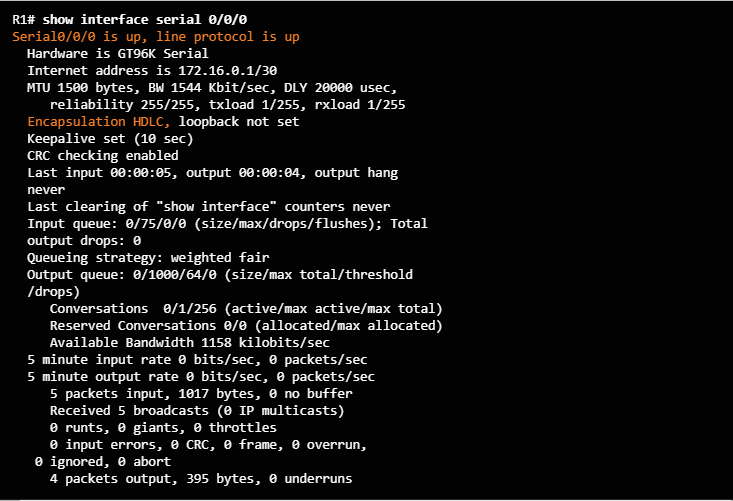 R1# show interface serial 0/0/0
Serial0/0/0 is up, line protocol is up
Hardware is GT96K Serial
Internet address is 172.16.0.1/30
MTU 1500 bytes, BW 1544 Kbit/sec, DLY 20000 usec,
reliability 255/255, txload 1/255, rxload 1/255
Encapsulation HDLC, loopback not set
Keepalive set (10 sec)
CRC checking enabled
Last input 00:00:05, output 00:00:04, output hang
never
Last clearing of "show interface" counters never
Input queue: 0/75/0/0 (size/max/drops/flushes); Total
output drops: 0
Queueing strategy: weighted fair
Output queue: 0/1000/64/0 (size/max total/threshold
/drops)
Conversations 0/1/256 (active/max active/max total)
Reserved Conversations 0/0 (allocated/max allocated)
Available Bandwidth 1158 kilobits/sec
5 minute input rate 0 bits/sec, 0 packets/sec
5 minute output rate 0 bits/sec, 0 packets/sec
5 packets input, 1017 bytes, 0 no buffer
Received 5 broadcasts (0 IP multicasts)
0 runts, 0 giants, 0 throttles
0 input errors, 0 CRC, 0 frame, 0 overrun,
0 ignored, 0 abort
4 packets output, 395 bytes, 0 underruns